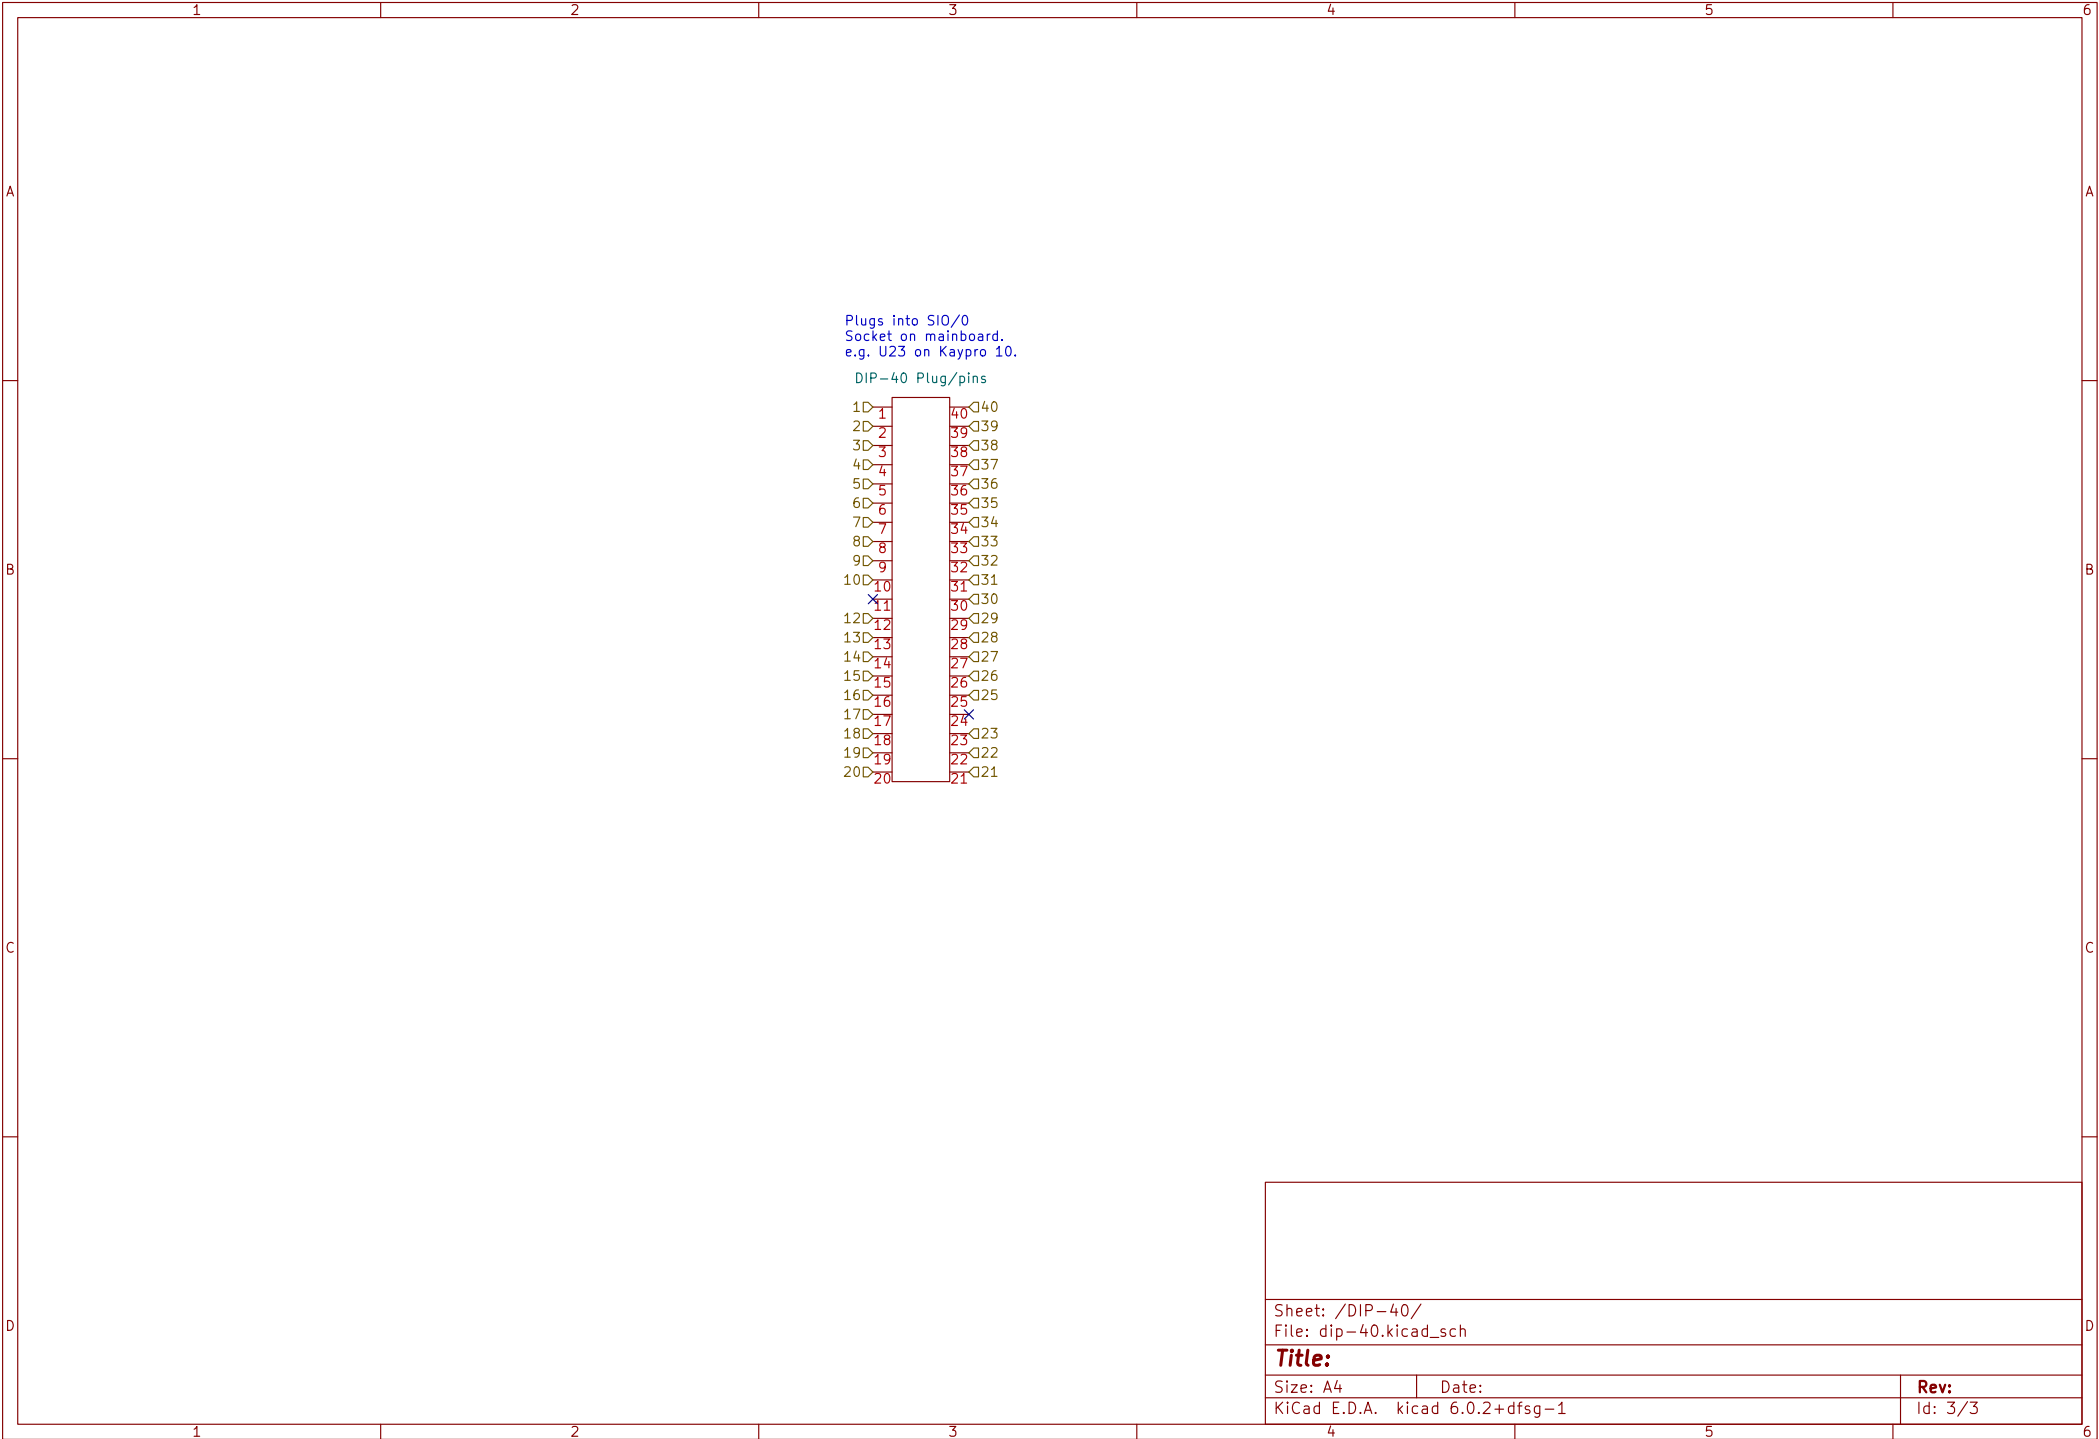 1 2 3 4 5 6
A A
Plugs into SIO/0
Socket on mainboard.
e.g. U23 on Kaypro 10.
DIP-40 Plug/pins
1 40
1 40
2 39
2 39
3 38
3 38
4 37
4 37
5 36
5 36
6 35
6 35
7 34
7 34
8 33
8 33
9 32
B B
9 32
10 31
10 31
30
11 30
12 29
12 29
13 28
13 28
14 27
14 27
15 26
15 26
16 25
16 25
17
17 24
18 23
18 23
19 22
19 22
20 21
20 21
C C
Sheet: /DIP-40/
D D
File: dip-40.kicad_sch
Title:
Size: A4 Date: Rev:
KiCad E.D.A. kicad 6.0.2+dfsg-1 Id: 3/3
1 2 3 4 5 6